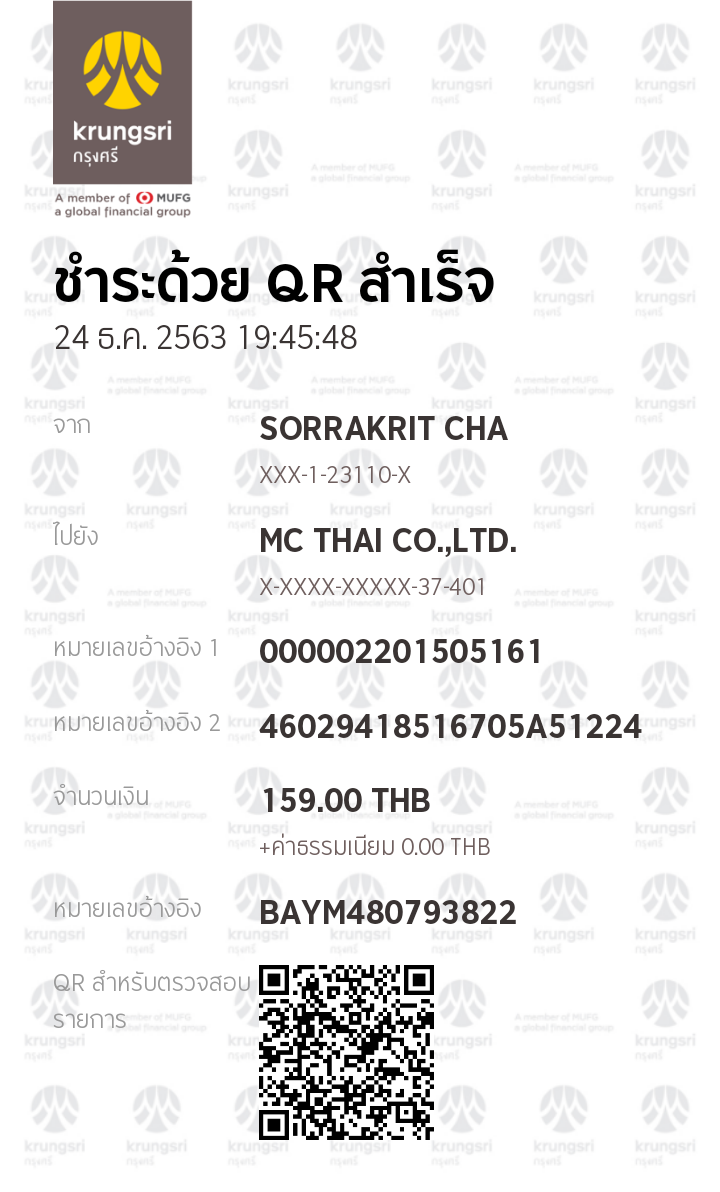 krungsri
กรุงศรี
A member of MUFG
a global financial group
ชำระด้วย QR สำเร็จ
24 ธ.ค. 2563 19:45:48
จาก SORRAKRIT CHA
XXX-1-23110-X
ไปยัง MC THAI CO.,LTD.
X-XXXX-XXXXX-37-401
หมายเลขอ้างอิง 1 000002201505161
หมายเลขอ้างอิง 2 46029418516705A51224
จำนวนเงิน 159.00 THB
+ค่าธรรมเนียม 0.00 THB
หมายเลขอ้างอิง BAYM480793822
QR สำหรับตรวจสอบ
รายการ